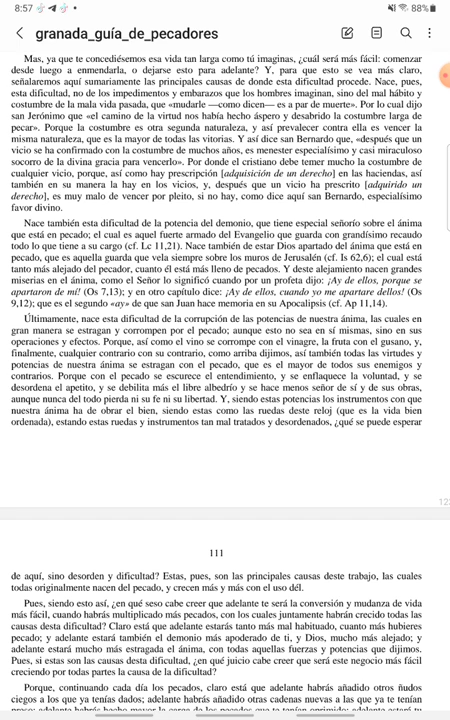 8:57
88%
granada_guía_de_pecadores
Mas, ya que te concediésemos esa vida tan larga como tú imaginas, ¿cuál será más fácil: comenzar
desde luego a enmendarla, o dejarse esto para adelante? Y, para que esto se vea más claro,
señalaremos aquí sumariamente las principales causas de donde esta dificultad procede. Nace, pues,
esta dificultad, no de los impedimentos y embarazos que los hombres imaginan, sino del mal hábito y
costumbre de la mala vida pasada, que «mudarle —como dicen— es a par de muerte». Por lo cual dijo
san Jerónimo que «el camino de la virtud nos había hecho áspero y desabrido la costumbre larga de
pecar». Porque la costumbre es otra segunda naturaleza, y así prevalecer contra ella es vencer la
misma naturaleza, que es la mayor de todas las vitorias. Y así dice san Bernardo que, «después que un
vicio se ha confirmado con la costumbre de muchos años, es menester especialísimo y casi miraculoso
socorro de la divina gracia para vencerlo». Por donde el cristiano debe temer mucho la costumbre de
cualquier vicio, porque, así como hay prescripción [adquisición de un derecho] en las haciendas, así
también en su manera la hay en los vicios, y, después que un vicio ha prescrito [adquirido un
derecho], es muy malo de vencer por pleito, si no hay, como dice aquí san Bernardo, especialísimo
favor divino.
Nace también esta dificultad de la potencia del demonio, que tiene especial señorío sobre el ánima
que está en pecado; el cual es aquel fuerte armado del Evangelio que guarda con grandísimo recaudo
todo lo que tiene a su cargo (cf. Lc 11,21). Nace también de estar Dios apartado del ánima que está en
pecado, que es aquella guarda que vela siempre sobre los muros de Jerusalén (cf. Is 62,6); el cual está
tanto más alejado del pecador, cuanto él está más lleno de pecados. Y deste alejamiento nacen grandes
miserias en el ánima, como el Señor lo significó cuando por un profeta dijo: ¡Ay de ellos, porque se
apartaron de mí! (Os 7,13); y en otro capítulo dice: ¡Ay de ellos, cuando yo me apartare dellos! (Os
9,12); que es el segundo «ay» de que san Juan hace memoria en su Apocalipsis (cf. Ap 11,14).
Últimamente, nace esta dificultad de la corrupción de las potencias de nuestra ánima, las cuales en
gran manera se estragan y corrompen por el pecado; aunque esto no sea en sí mismas, sino en sus
operaciones y efectos. Porque, así como el vino se corrompe con el vinagre, la fruta con el gusano, y,
finalmente, cualquier contrario con su contrario, como arriba dijimos, así también todas las virtudes y
potencias de nuestra ánima se estragan con el pecado, que es el mayor de todos sus enemigos y
contrarios. Porque con el pecado se escurece el entendimiento, y se enflaquece la voluntad, y se
desordena el apetito, y se debilita más el libre albedrío y se hace menos señor de sí y de sus obras,
aunque nunca del todo pierda ni su fe ni su libertad. Y, siendo estas potencias los instrumentos con que
nuestra ánima ha de obrar el bien, siendo estas como las ruedas deste reloj (que es la vida bien
ordenada), estando estas ruedas y instrumentos tan mal tratados y desordenados, ¿qué se puede esperar
111
de aquí, sino desorden y dificultad? Estas, pues, son las principales causas deste trabajo, las cuales
todas originalmente nacen del pecado, y crecen más y más con el uso dél.
Pues, siendo esto así, ¿en qué seso cabe creer que adelante te será la conversión y mudanza de vida
más fácil, cuando habrás multiplicado más pecados, con los cuales juntamente habrán crecido todas las
causas desta dificultad? Claro está que adelante estarás tanto más mal habituado, cuanto más hubieres
pecado; y adelante estará también el demonio más apoderado de ti, y Dios, mucho más alejado; y
adelante estará mucho más estragada el ánima, con todas aquellas fuerzas y potencias que dijimos.
Pues, si estas son las causas desta dificultad, ¿en qué juicio cabe creer que será este negocio más fácil
creciendo por todas partes la causa de la dificultad?
Porque, continuando cada día los pecados, claro está que adelante habrás añadido otros ñudos
ciegos a los que ya tenías dados; adelante habrás añadido otras cadenas nuevas a las que ya te tenían